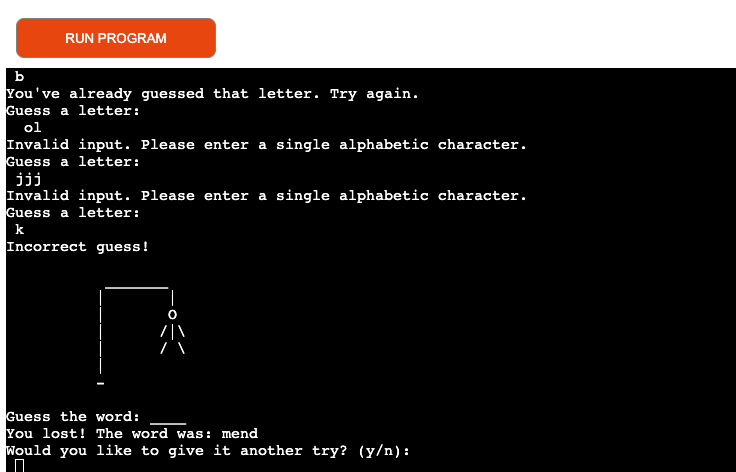 RUN PROGRAM
b
You've already guessed that letter. Try again.
Guess a letter:
ol
Invalid input. Please enter a single alphabetic character.
Guess a letter:
jjj
Invalid input. Please enter a single alphabetic character.
Guess a letter:
k
Incorrect guess!
Guess the word: ____
You lost! The word was: mend
Would you like to give it another try? (y/n):